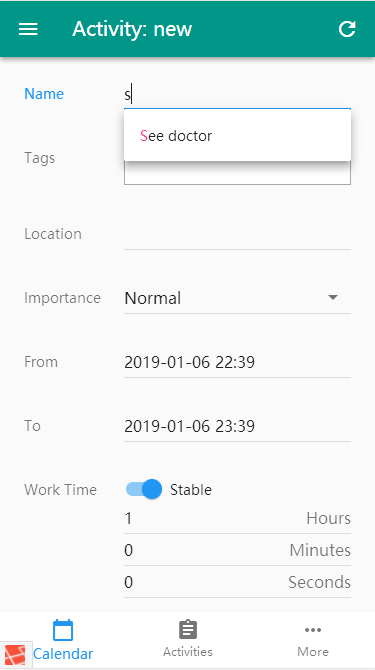 Activity: new
Name s
See doctor
Tags
Location
Importance Normal
From 2019-01-06 22:39
To 2019-01-06 23:39
Work Time Stable
1 Hours
0 Minutes
0 Seconds
Calendar Activities More